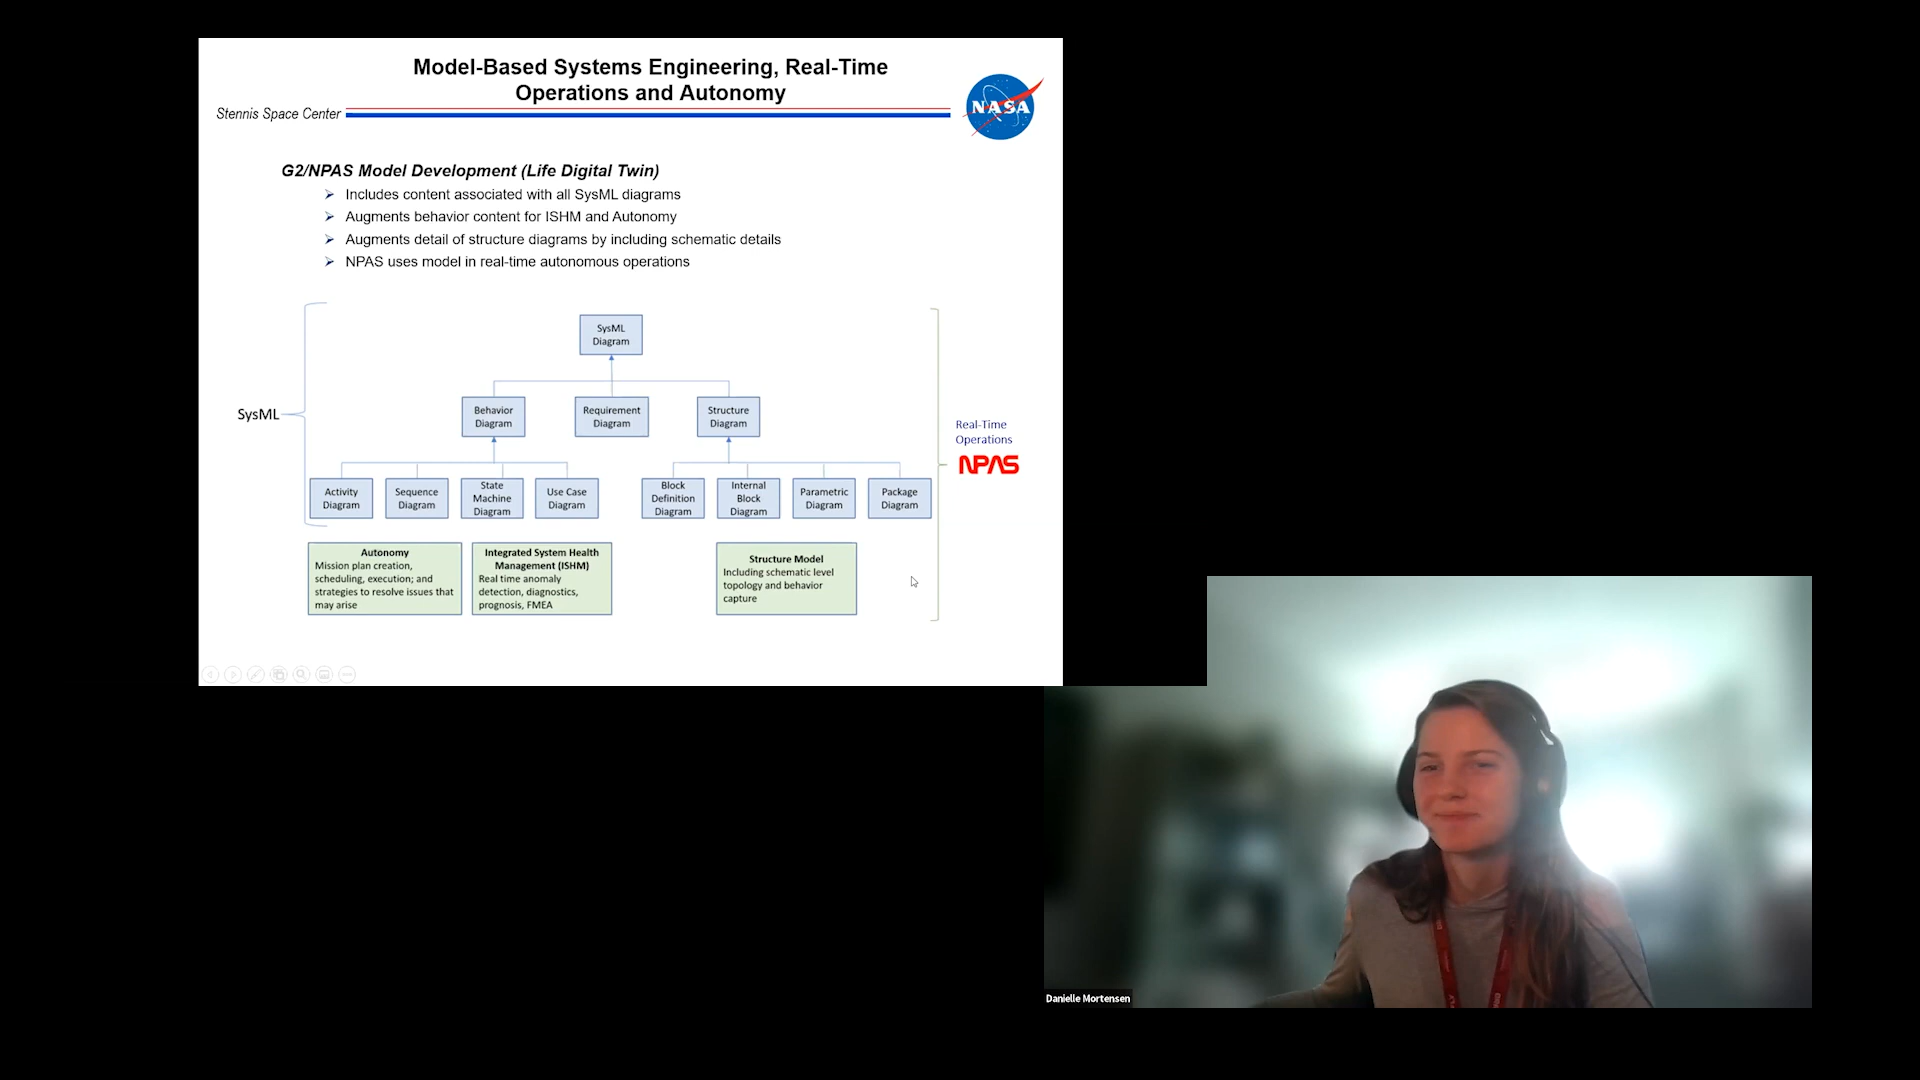 Model-Based Systems Engineering, Real-Time
Operations and Autonomy
Stennis Space Center
NASA
G2/NPAS Model Development (Life Digital Twin)
Includes content associated with all SysML diagrams
Augments behavior content for ISHM and Autonomy
Augments detail of structure diagrams by including schematic details
NPAS uses model in real-time autonomous operations
SysML
Diagram
Behavior
Diagram
Requirement
Diagram
Structure
Diagram
SysML
Activity
Diagram
Sequence
Diagram
State
Machine
Diagram
Use Case
Diagram
Block
Definition
Diagram
Internal
Block
Diagram
Parametric
Diagram
Package
Diagram
Real-Time
Operations
NPAS
Autonomy
Mission plan creation,
scheduling, execution; and
strategies to resolve issues that
may arise
Integrated System Health
Management (ISHM)
Real time anomaly
detection, diagnostics,
prognosis, FMEA
Structure Model
Including schematic level
topology and behavior
capture
Danielle Mortensen